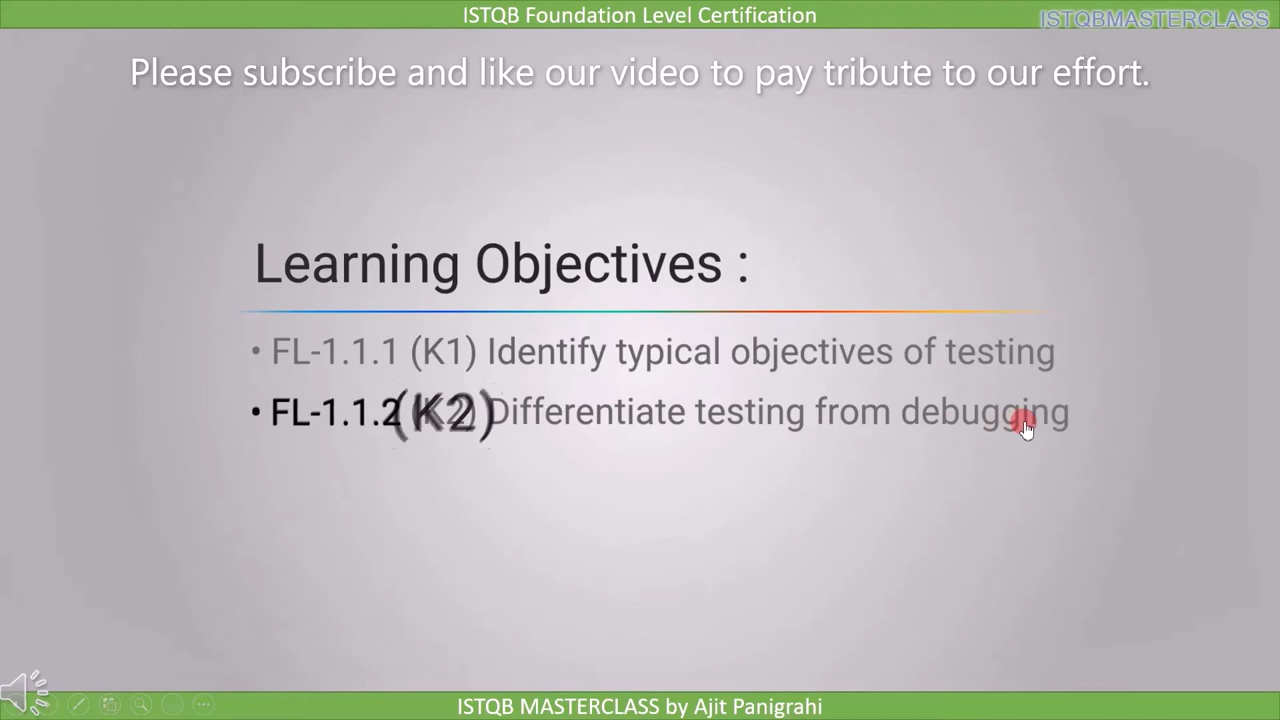 ISTQB Foundation Level Certification
ISTQBMASTERCLASS
Please subscribe and like our video to pay tribute to our effort.
Learning Objectives :
• FL-1.1.1 (K1) Identify typical objectives of testing
• FL-1.1.2 (K2) Differentiate testing from debugging
ISTQB MASTERCLASS by Ajit Panigrahi